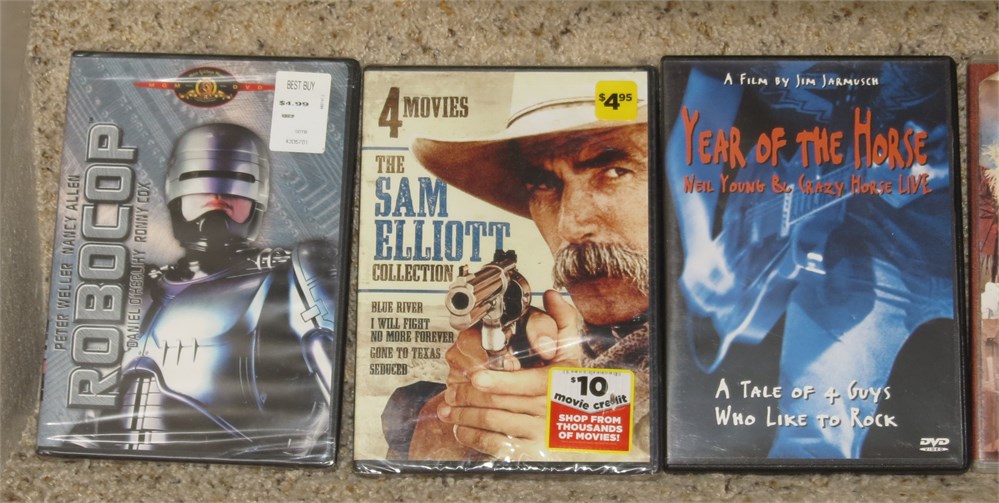 MGM DVD
BEST BUY
$4.99
ROBOCOP
PETER WELLER NANCY ALLEN
DANIEL O'HERLIHY RONNY COX
4 MOVIES
$4.95
THE
SAM
ELLIOTT
COLLECTION
BLUE RIVER
I WILL FIGHT
NO MORE FOREVER
GONE TO TEXAS
SEDUCED
$10
movie credit
SHOP FROM
THOUSANDS
OF MOVIES!
A FILM BY JIM JARMUSCH
YEAR OF THE HORSE
NEIL YOUNG & CRAZY HORSE LIVE
A TALE OF 4 GUYS
WHO LIKE TO ROCK
DVD
VIDEO